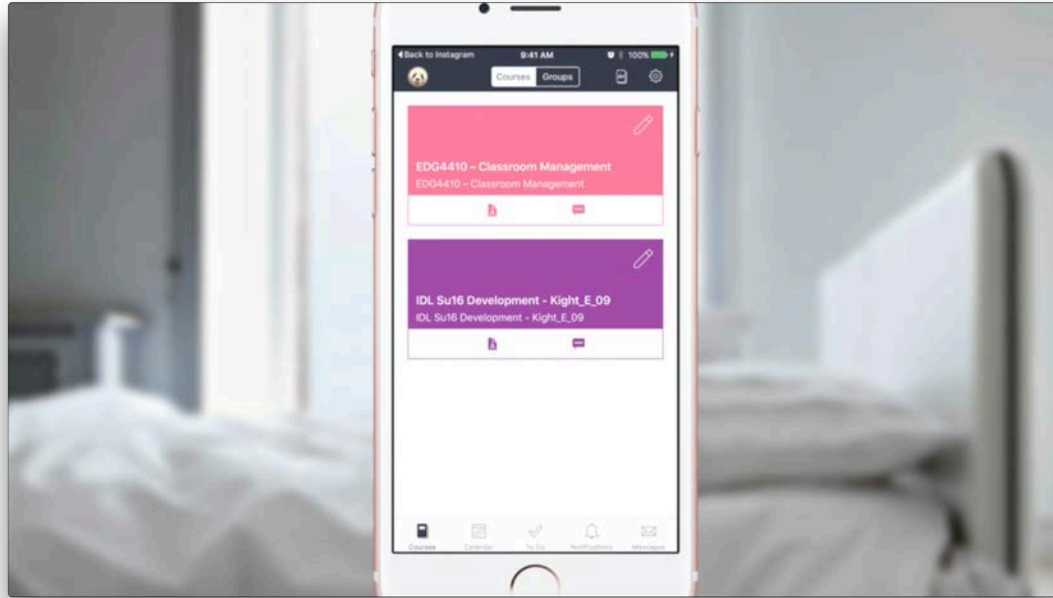 Back to Instagram 9:41 AM 100%
Courses Groups
EDG4410 – Classroom Management
EDG4410 – Classroom Management
IDL Su16 Development - Kight_E_09
IDL Su16 Development - Kight_E_09
Courses Calendar To Do Notifications Messages